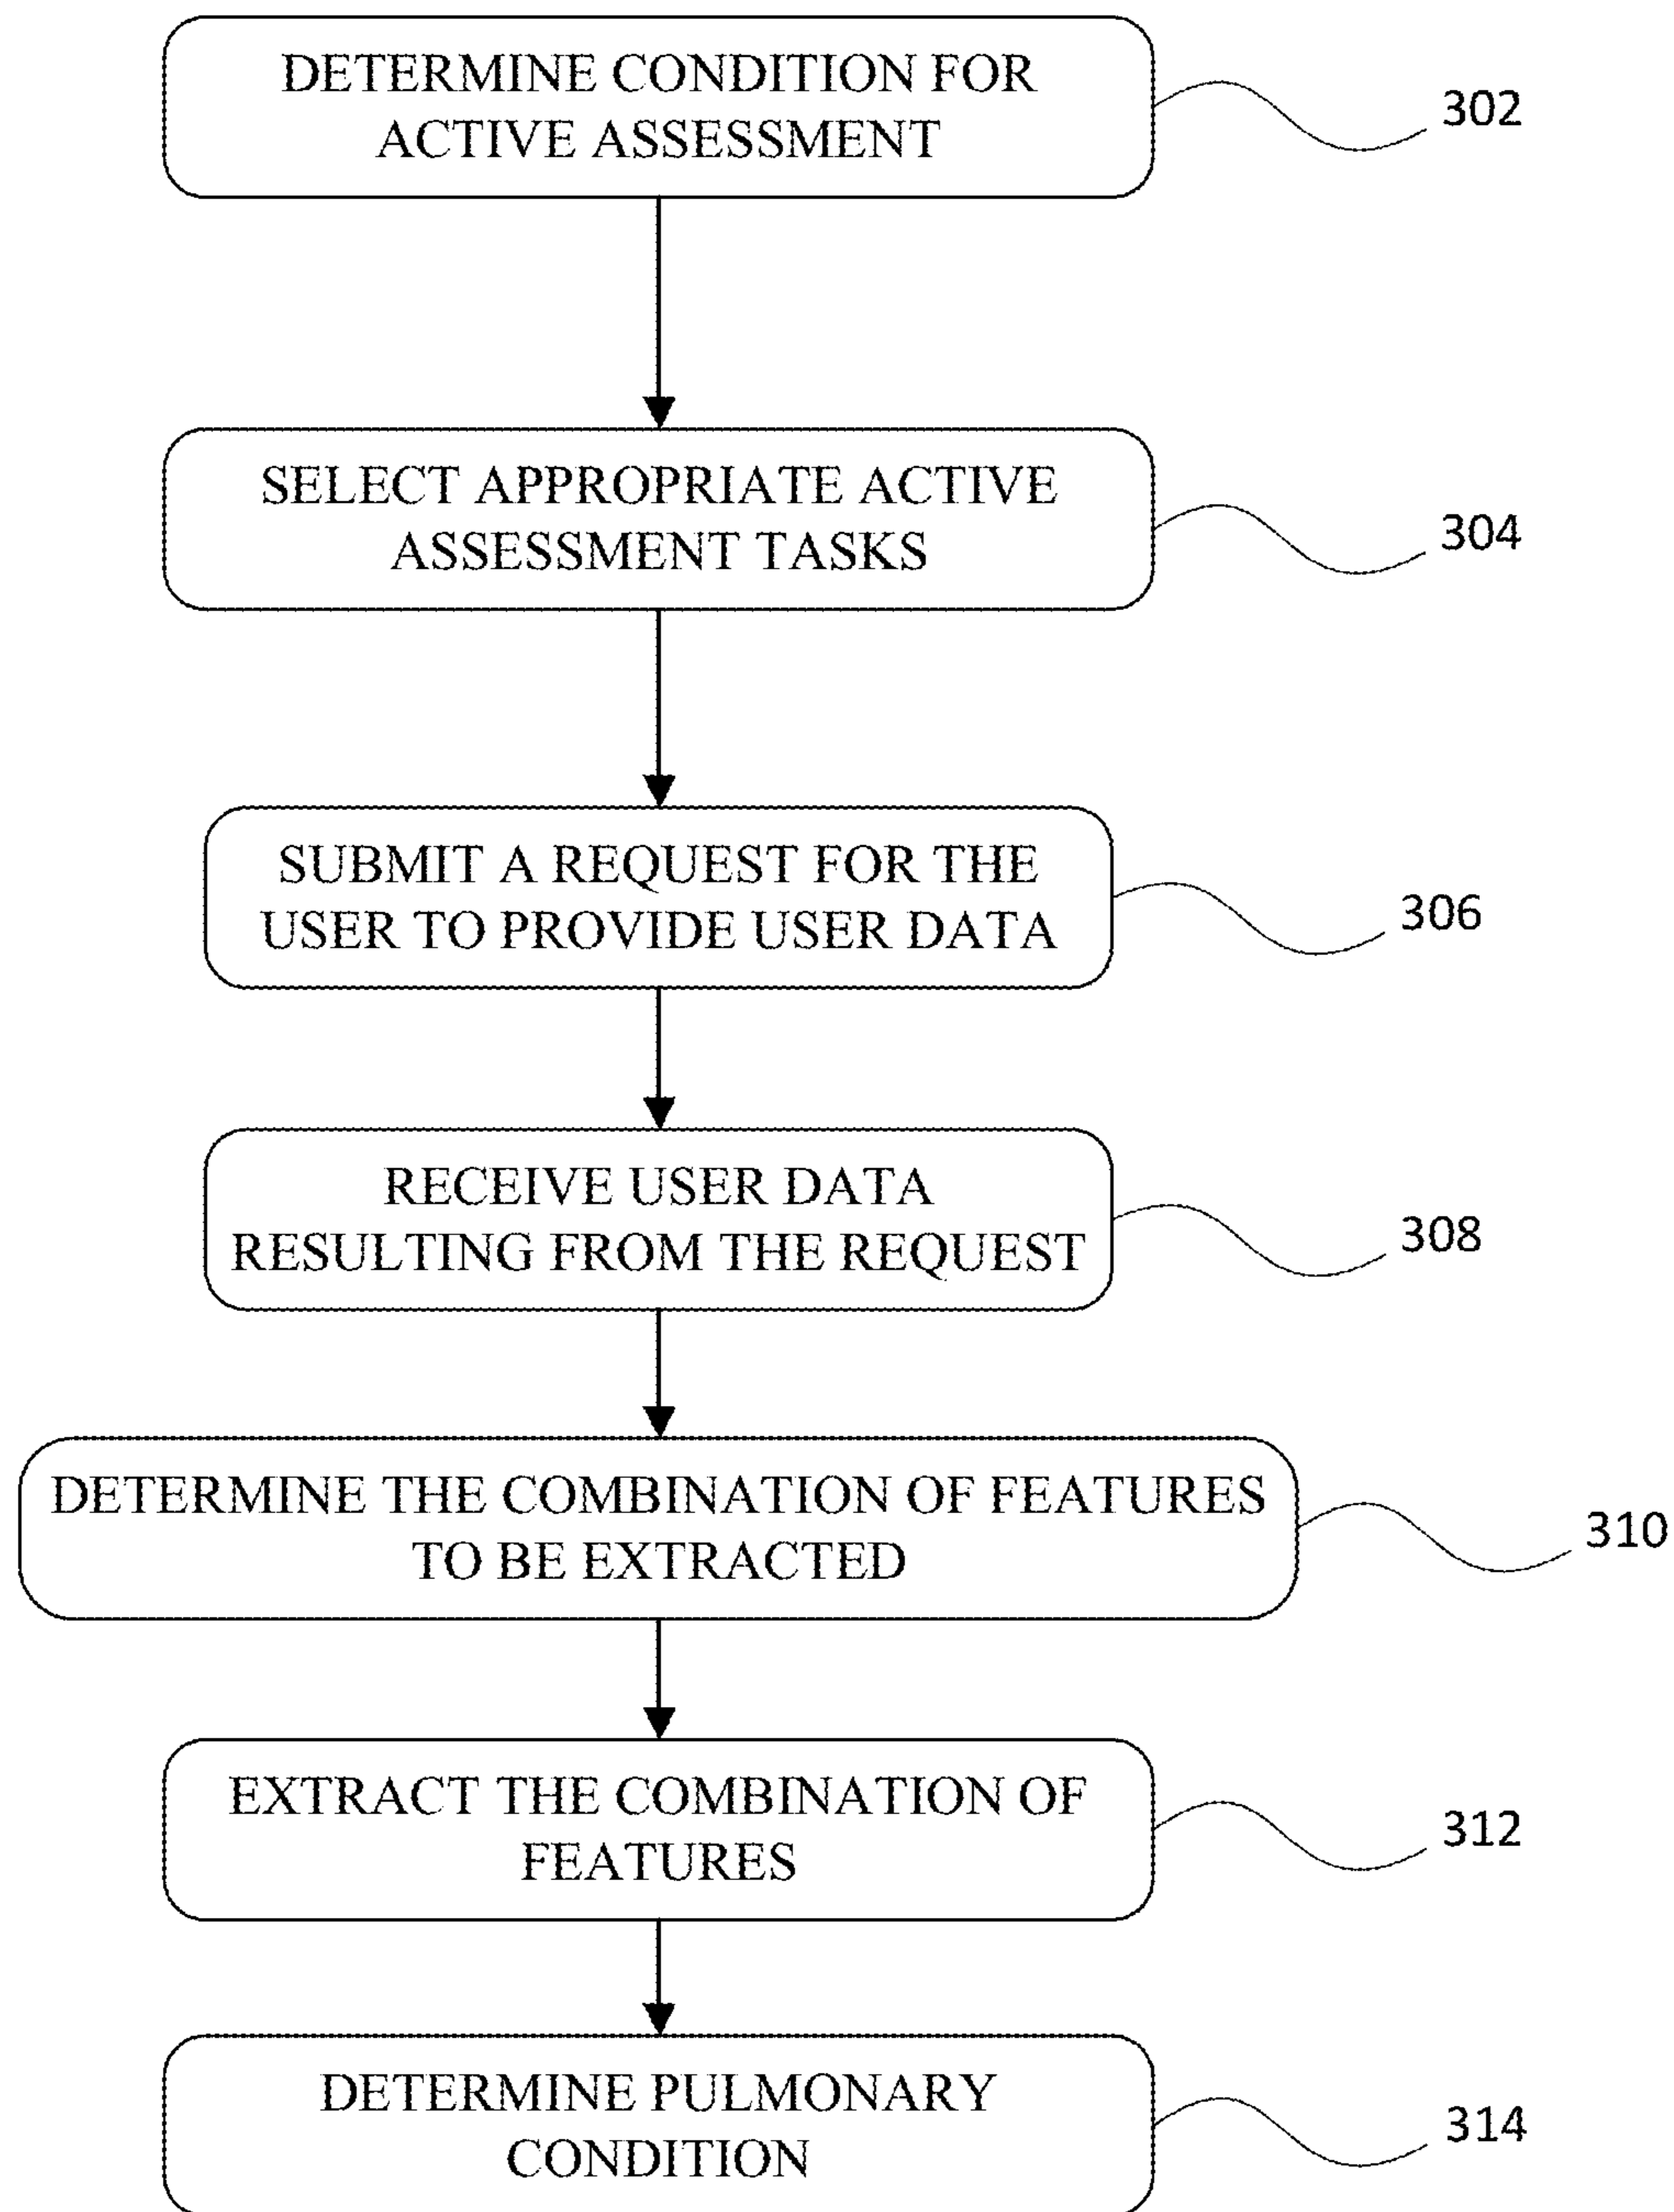 DETERMINE CONDITION FOR
ACTIVE ASSESSMENT
302
SELECT APPROPRIATE ACTIVE
ASSESSMENT TASKS
304
SUBMIT A REQUEST FOR THE
USER TO PROVIDE USER DATA
306
RECEIVE USER DATA
RESULTING FROM THE REQUEST
308
DETERMINE THE COMBINATION OF FEATURES
TO BE EXTRACTED
310
EXTRACT THE COMBINATION OF
FEATURES
312
DETERMINE PULMONARY
CONDITION
314